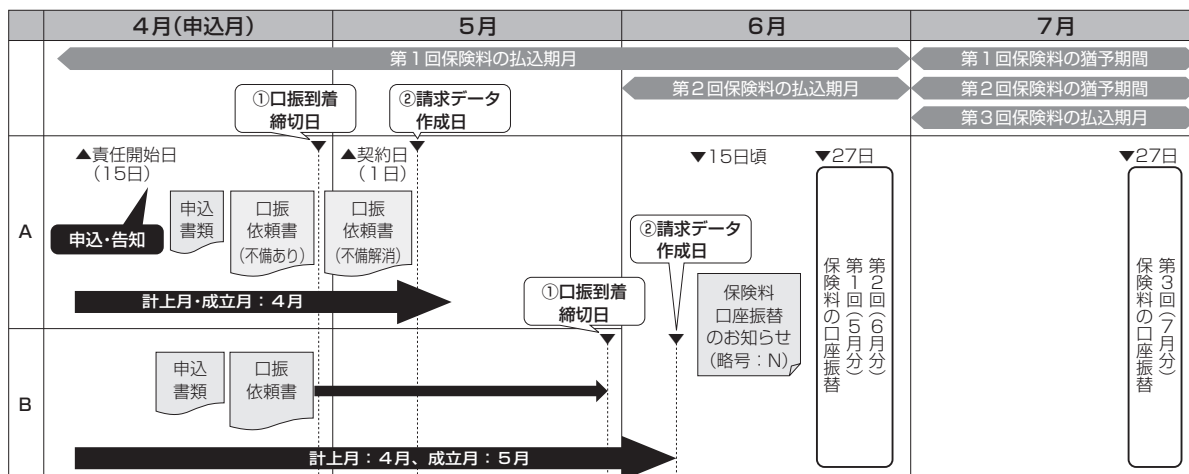 4月(申込月)
5月
6月
7月
第1回保険料の払込期月
第1回保険料の猶予期間
第2回保険料の払込期月
第2回保険料の猶予期間
第3回保険料の払込期月
①口振到着
締切日
②請求データ
作成日
A
▲責任開始日
(15日)
申込・告知
申込
書類
口振
依頼書
(不備あり)
▲契約日
(1日)
口振
依頼書
(不備解消)
計上月・成立月:4月
▼15日頃
▼27日
▼27日
②請求データ
作成日
①口振到着
締切日
保険料
口座振替
のお知らせ
(略号:N)
第2回(6月分)
第1回(5月分)
保険料の口座振替
第3回(7月分)
保険料の口座振替
B
申込
書類
口振
依頼書
計上月:4月、成立月:5月